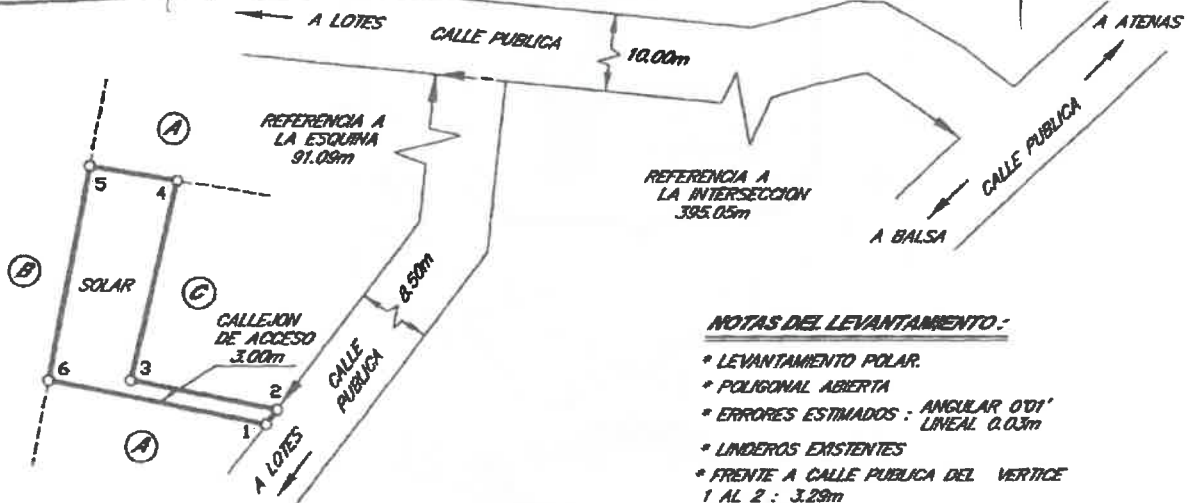 A LOTES
CALLE PUBLICA
10.00m
A ATENAS
A
REFERENCIA A
LA ESQUINA
91.09m
5
4
REFERENCIA A
LA INTERSECCION
395.05m
CALLE PUBLICA
A BALSA
B
SOLAR
C
8.50m
CALLEJON
DE ACCESO
3.00m
CALLE
PUBLICA
6
3
2
1
A
A LOTES
NOTAS DEL LEVANTAMIENTO :
* LEVANTAMIENTO POLAR.
* POLIGONAL ABIERTA
* ERRORES ESTIMADOS : ANGULAR 0°01'
LINEAL 0.03m
* LINDEROS EXISTENTES
* FRENTE A CALLE PUBLICA DEL VERTICE
1 AL 2 : 3.29m